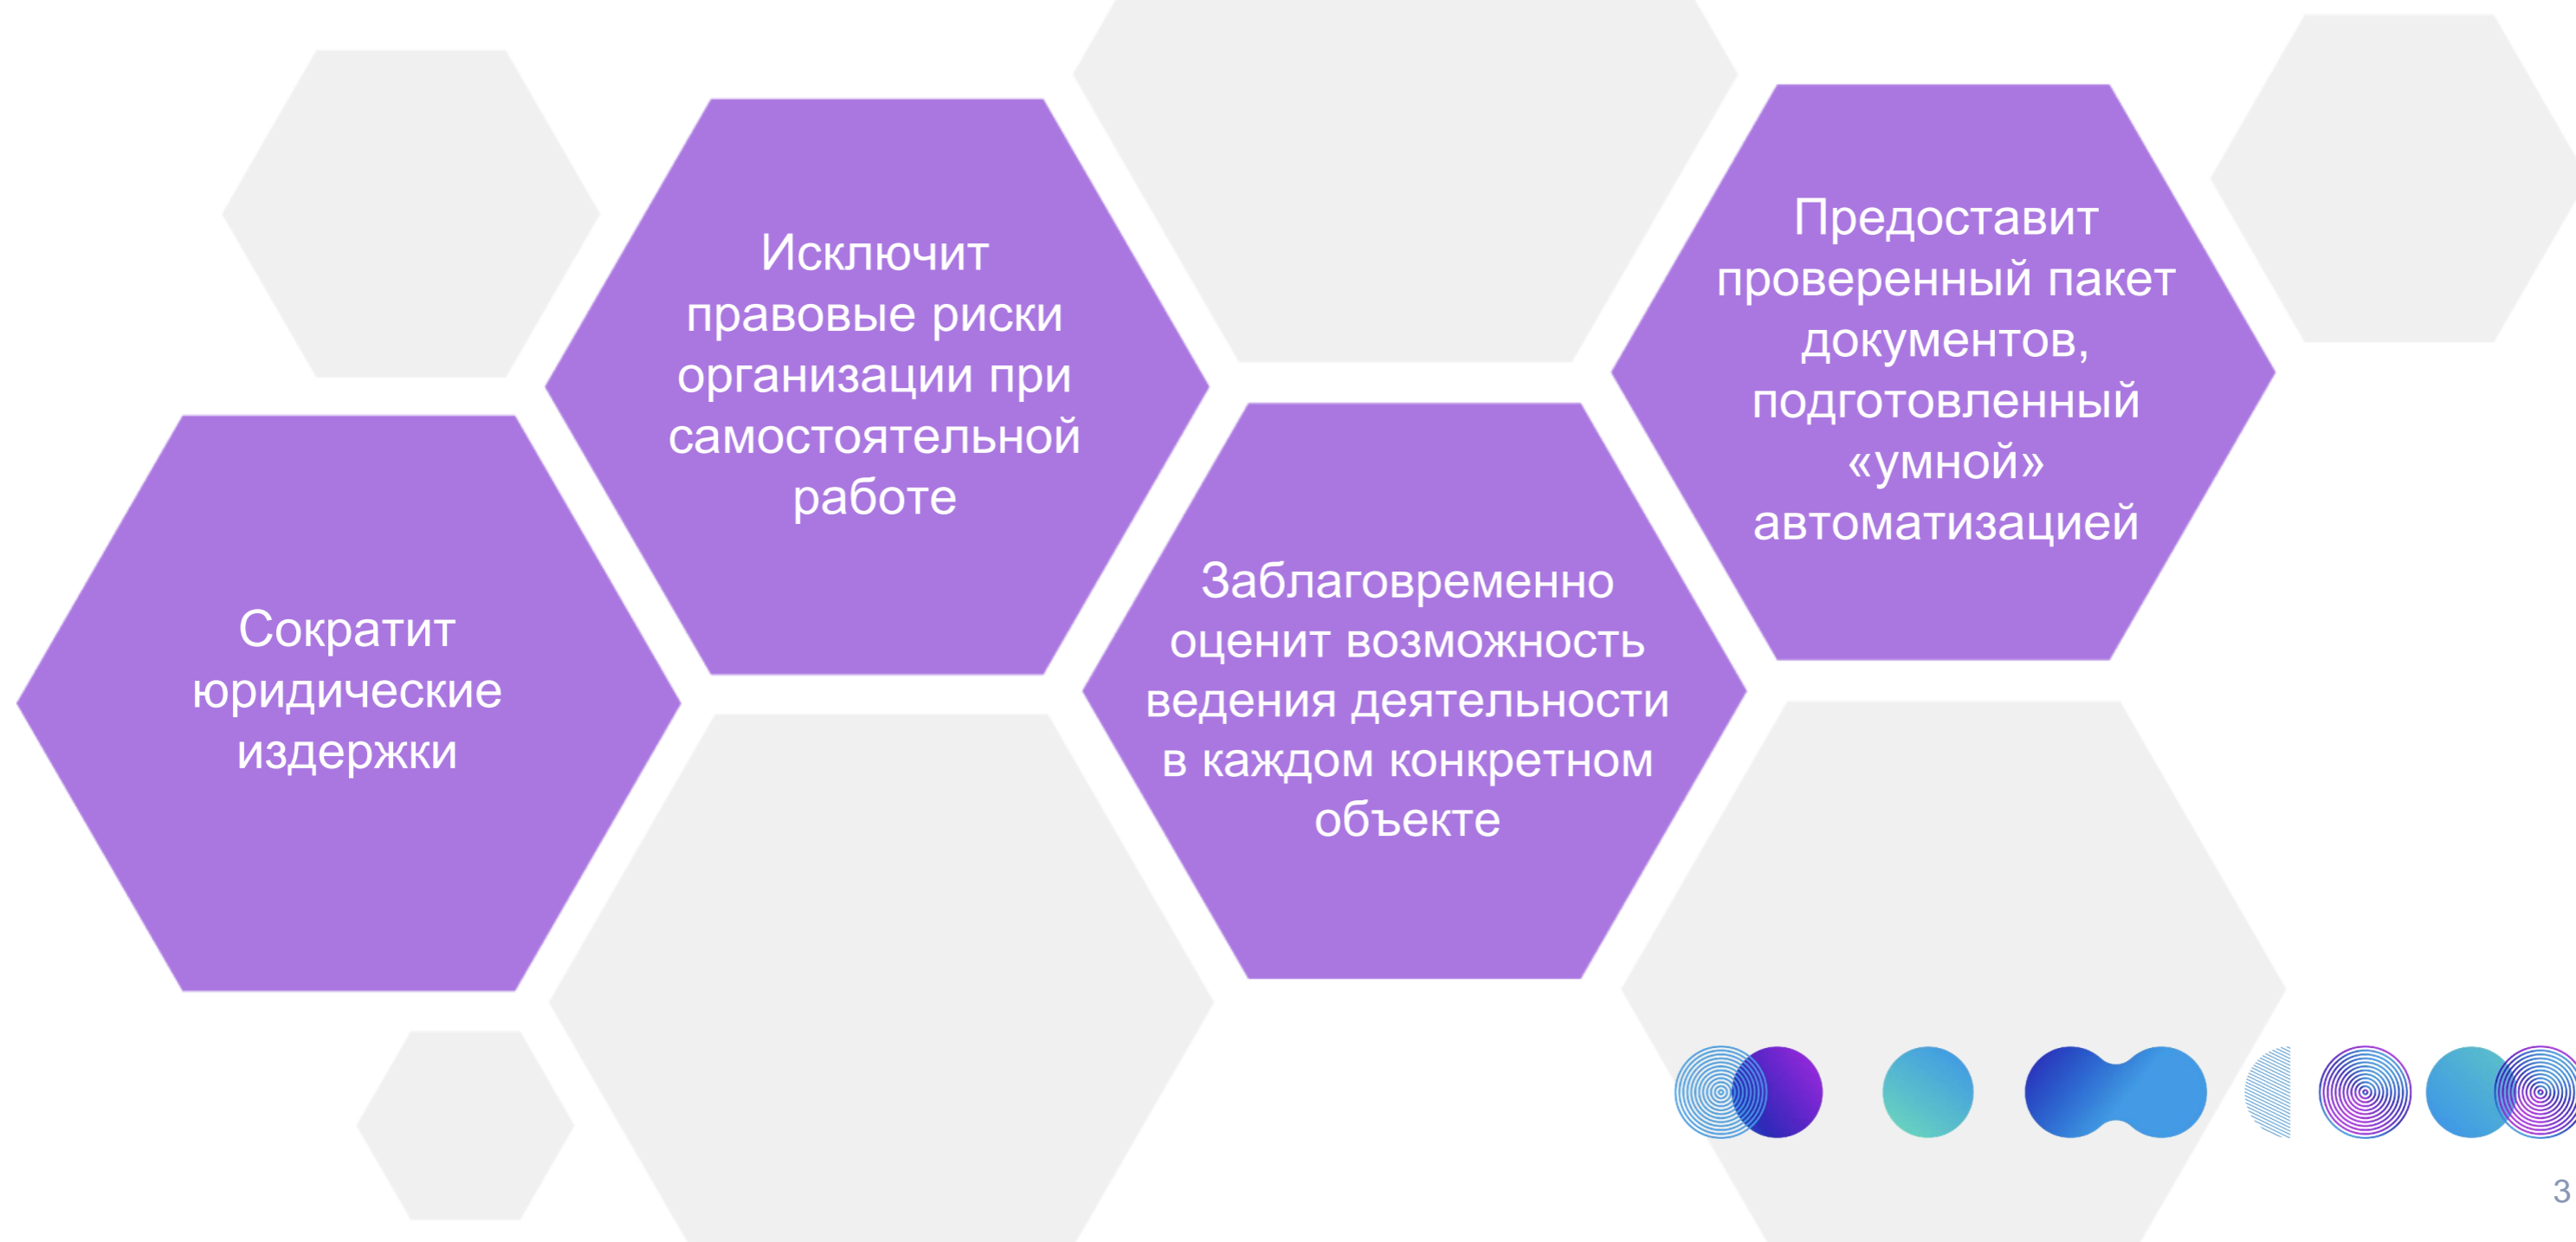 Сократит
юридические
издержки
Исключит
правовые риски
организации при
самостоятельной
работе
Заблаговременно
оценит возможность
ведения деятельности
в каждом конкретном
объекте
Предоставит
проверенный пакет
документов,
подготовленный
«умной»
автоматизацией
3